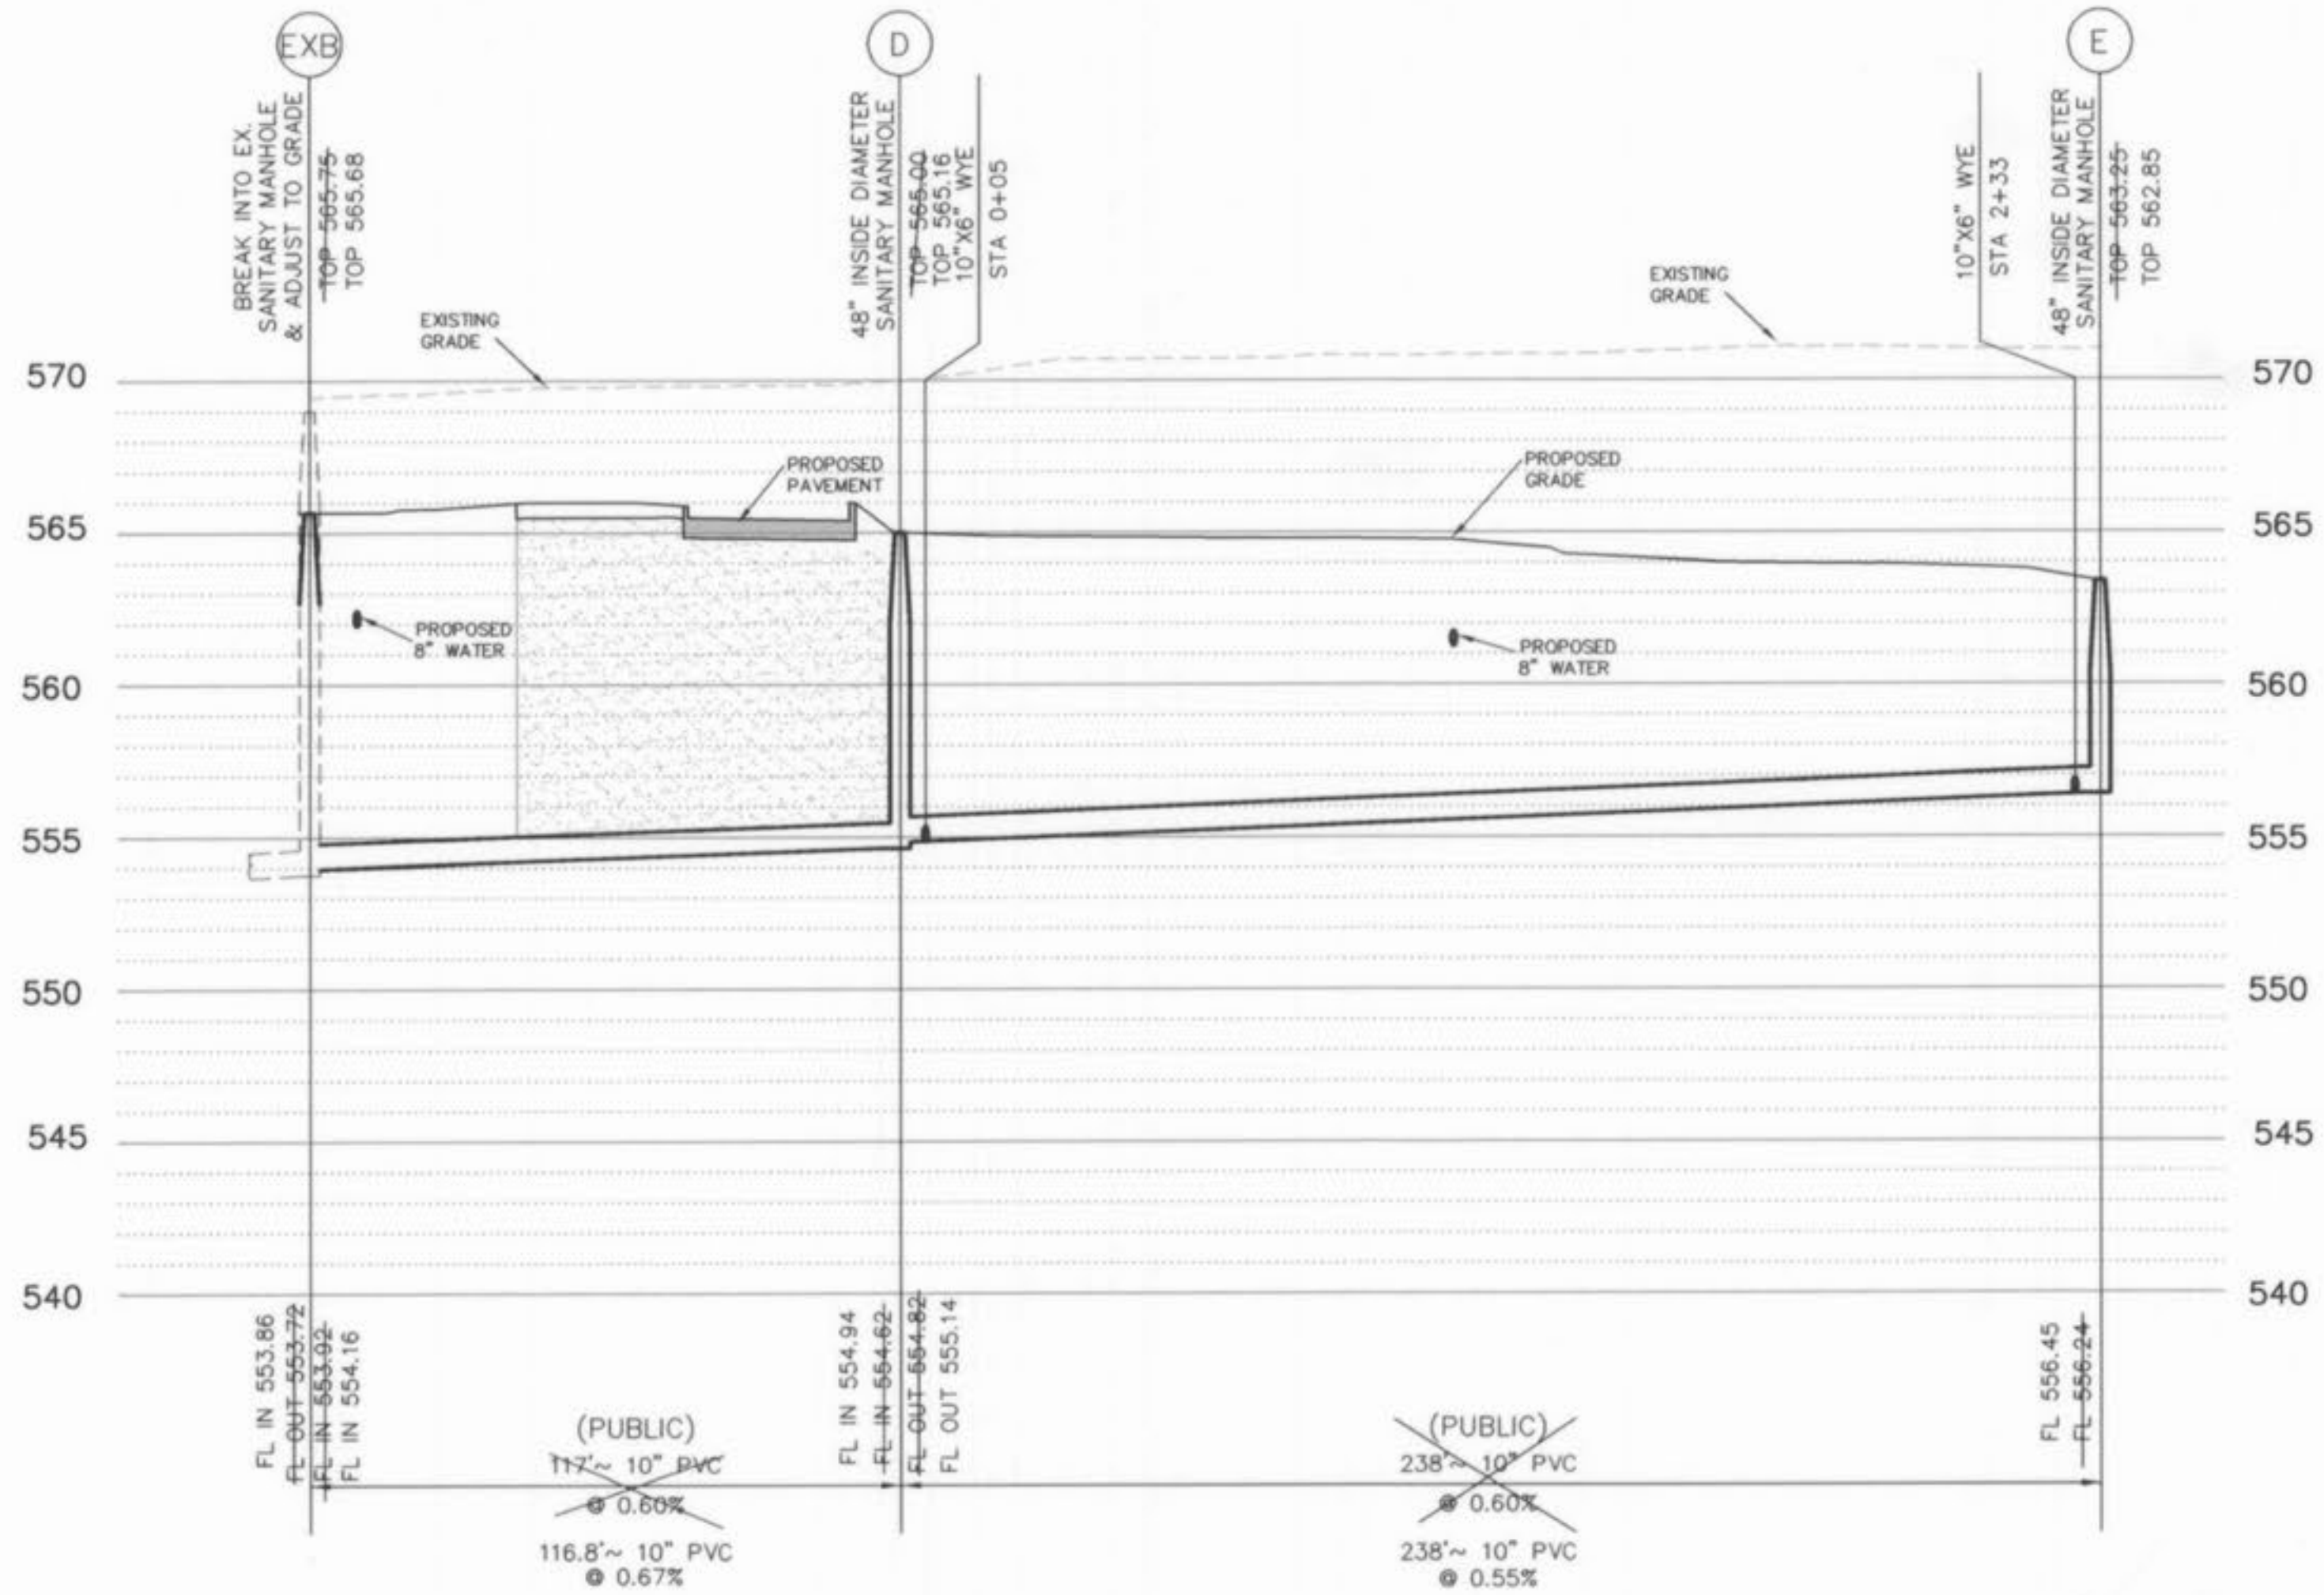 EXB
D
E
BREAK INTO EX.
SANITARY MANHOLE
& ADJUST TO GRADE
TOP 565.75
TOP 565.68
48" INSIDE DIAMETER
SANITARY MANHOLE
TOP 565.00
TOP 565.16
10"X6" WYE
STA 0+05
10"X6" WYE
STA 2+33
48" INSIDE DIAMETER
SANITARY MANHOLE
TOP 563.25
TOP 562.85
EXISTING
GRADE
EXISTING
GRADE
570
570
PROPOSED
PAVEMENT
PROPOSED
GRADE
565
565
PROPOSED
8" WATER
PROPOSED
8" WATER
560
560
555
555
550
550
545
545
540
540
FL IN 553.86
FL OUT 553.72
FL IN 553.92
FL IN 554.16
FL IN 554.94
FL IN 554.62
FL OUT 554.82
FL OUT 555.14
FL 556.45
FL 556.24
(PUBLIC)
117'~ 10" PVC
@ 0.60%
116.8'~ 10" PVC
@ 0.67%
(PUBLIC)
238'~ 10" PVC
@ 0.60%
238'~ 10" PVC
@ 0.55%